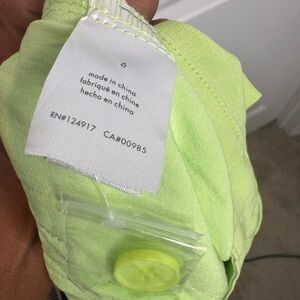 6
made in china
fabriqué en chine
hecho en china
RN#124917 CA#00985